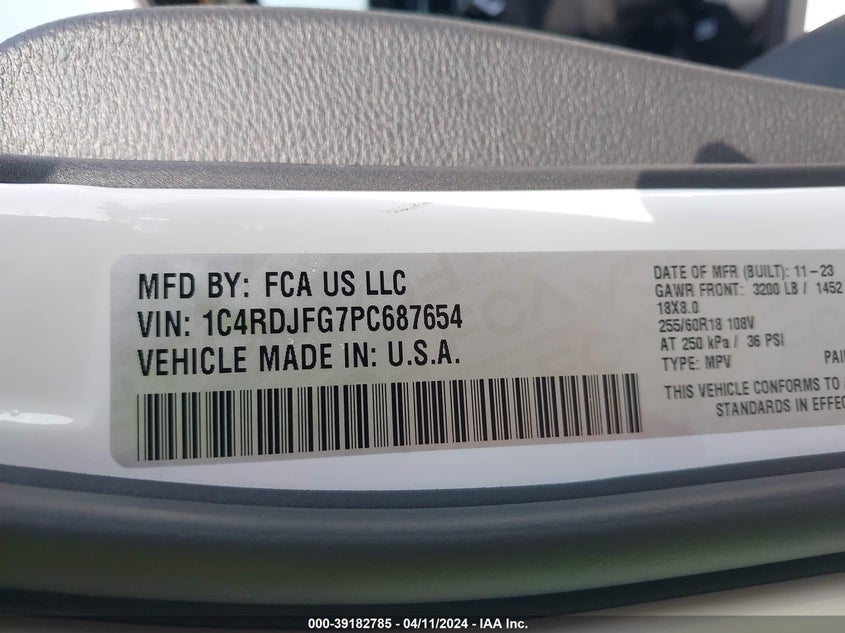 MFD BY: FCA US LLC
VIN: 1C4RDJFG7PC687654
VEHICLE MADE IN: U.S.A.
DATE OF MFR (BUILT): 11-23
GAWR FRONT: 3200 LB / 1452
18X8.0
255/60R18 108V
AT 250 kPa / 36 PSI
TYPE: MPV
PAI
THIS VEHICLE CONFORMS TO
STANDARDS IN EFFEC
000-39182785 - 04/11/2024 - IAA Inc.